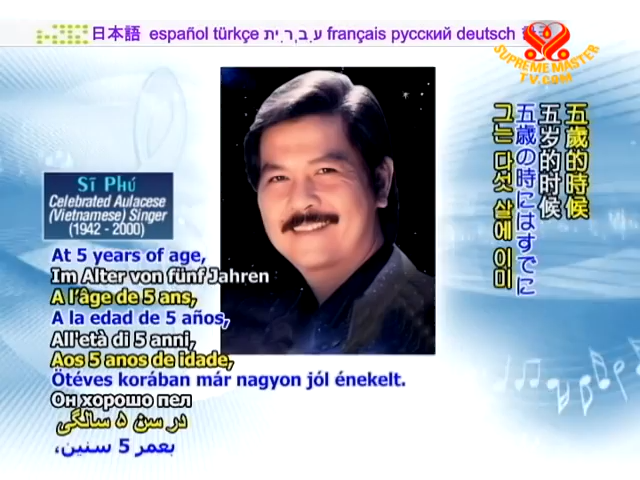 日本語 español türkçe ע ִב ְר ִית français русский deutsch
SUPREME MASTER
TV.COM
Sĩ Phú
Celebrated Aulacese
(Vietnamese) Singer
(1942 - 2000)
At 5 years of age,
Im Alter von fünf Jahren
A l'âge de 5 ans,
A la edad de 5 años,
All'età di 5 anni,
Aos 5 anos de idade,
Ötéves korában már nagyon jól énekelt.
Он хорошо пел
در سن ۵ سالگی
بعمر 5 سنين،
五歲的時候
五岁的时候
五歳の時にはすでに
그는 다섯 살에 이미